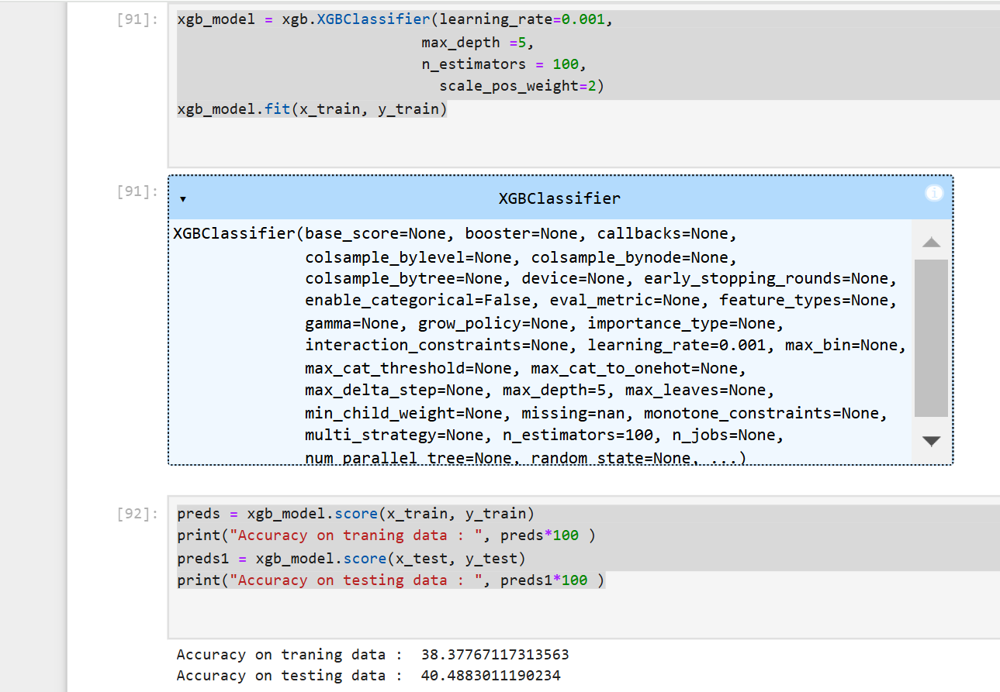 [91]:
xgb_model = xgb.XGBClassifier(learning_rate=0.001,
max_depth =5,
n_estimators = 100,
scale_pos_weight=2)
xgb_model.fit(x_train, y_train)
[91]:
XGBClassifier
XGBClassifier(base_score=None, booster=None, callbacks=None,
colsample_bylevel=None, colsample_bynode=None,
colsample_bytree=None, device=None, early_stopping_rounds=None,
enable_categorical=False, eval_metric=None, feature_types=None,
gamma=None, grow_policy=None, importance_type=None,
interaction_constraints=None, learning_rate=0.001, max_bin=None,
max_cat_threshold=None, max_cat_to_onehot=None,
max_delta_step=None, max_depth=5, max_leaves=None,
min_child_weight=None, missing=nan, monotone_constraints=None,
multi_strategy=None, n_estimators=100, n_jobs=None,
num_parallel_tree=None, random_state=None, ...)
[92]:
preds = xgb_model.score(x_train, y_train)
print("Accuracy on traning data : ", preds*100 )
preds1 = xgb_model.score(x_test, y_test)
print("Accuracy on testing data : ", preds1*100 )
Accuracy on traning data :  38.37767117313563
Accuracy on testing data :  40.4883011190234